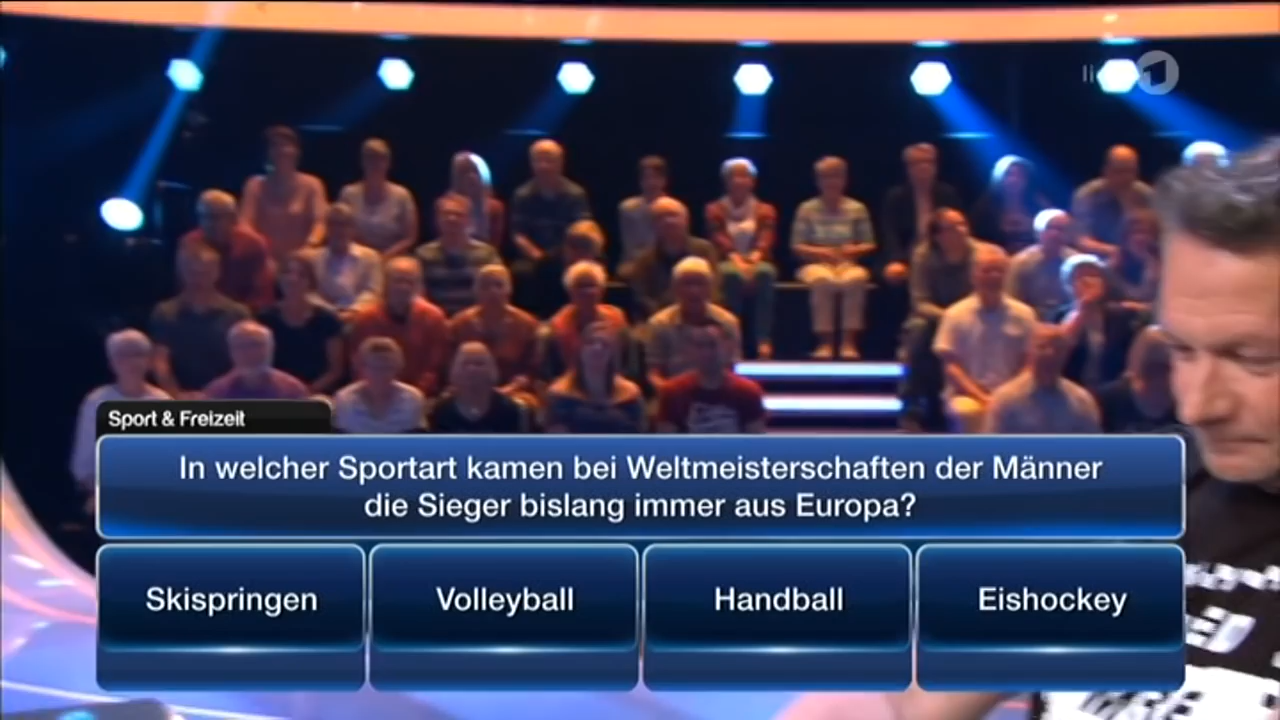 li
Sport & Freizeit
In welcher Sportart kamen bei Weltmeisterschaften der Männer
die Sieger bislang immer aus Europa?
Skispringen
Volleyball
Handball
Eishockey